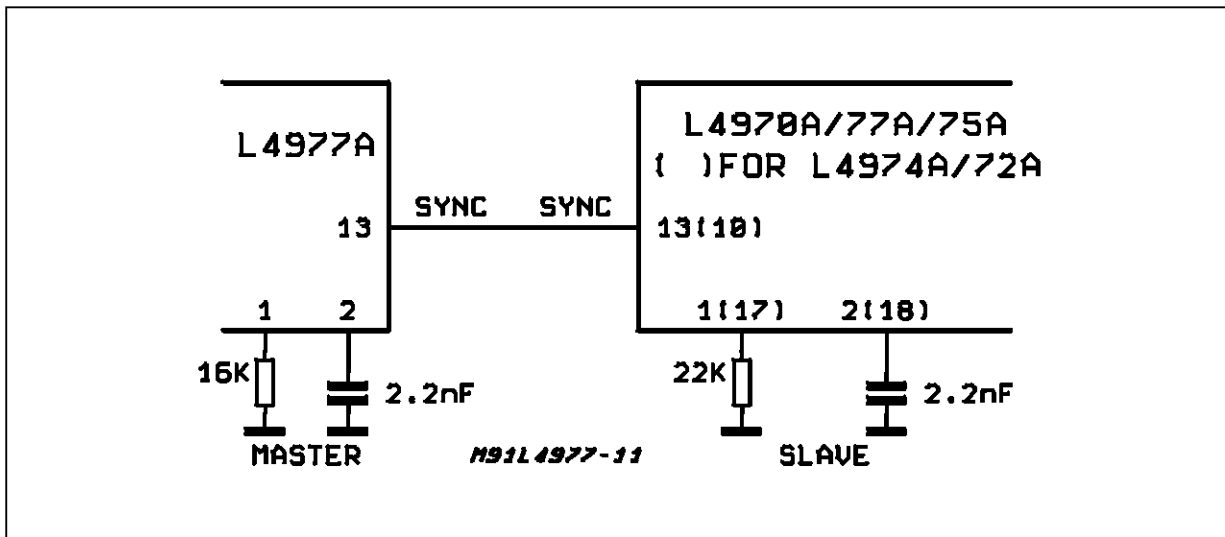 L4977A
L4970A/77A/75A
( )FOR L4974A/72A
SYNC SYNC
13
13(10)
1 2
1(17) 2(18)
16K
2.2nF
22K
2.2nF
MASTER
M91L4977-11
SLAVE